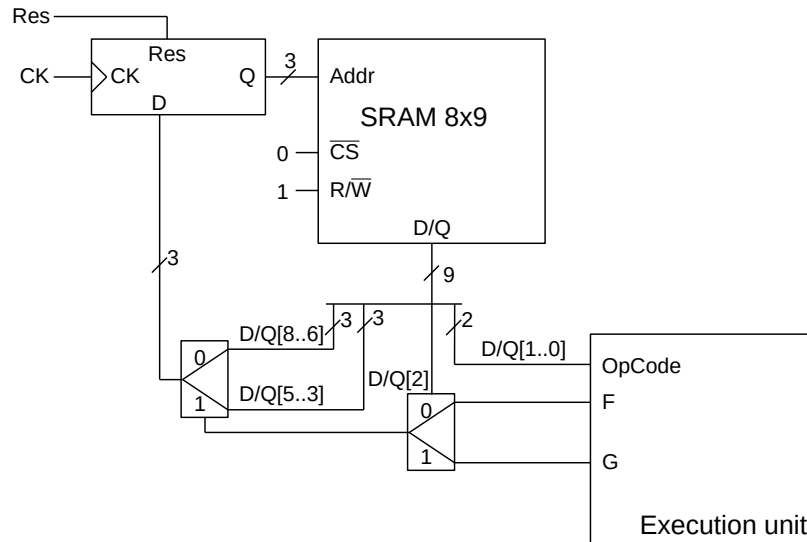 Res
Res
CK
CK
Q
3
Addr
D
SRAM 8x9
0
C̅S̅
1
R/W̅
D/Q
3
9
D/Q[8..6]
3
3
2
0
D/Q[1..0]
OpCode
D/Q[5..3]
D/Q[2]
1
0
F
1
G
Execution unit